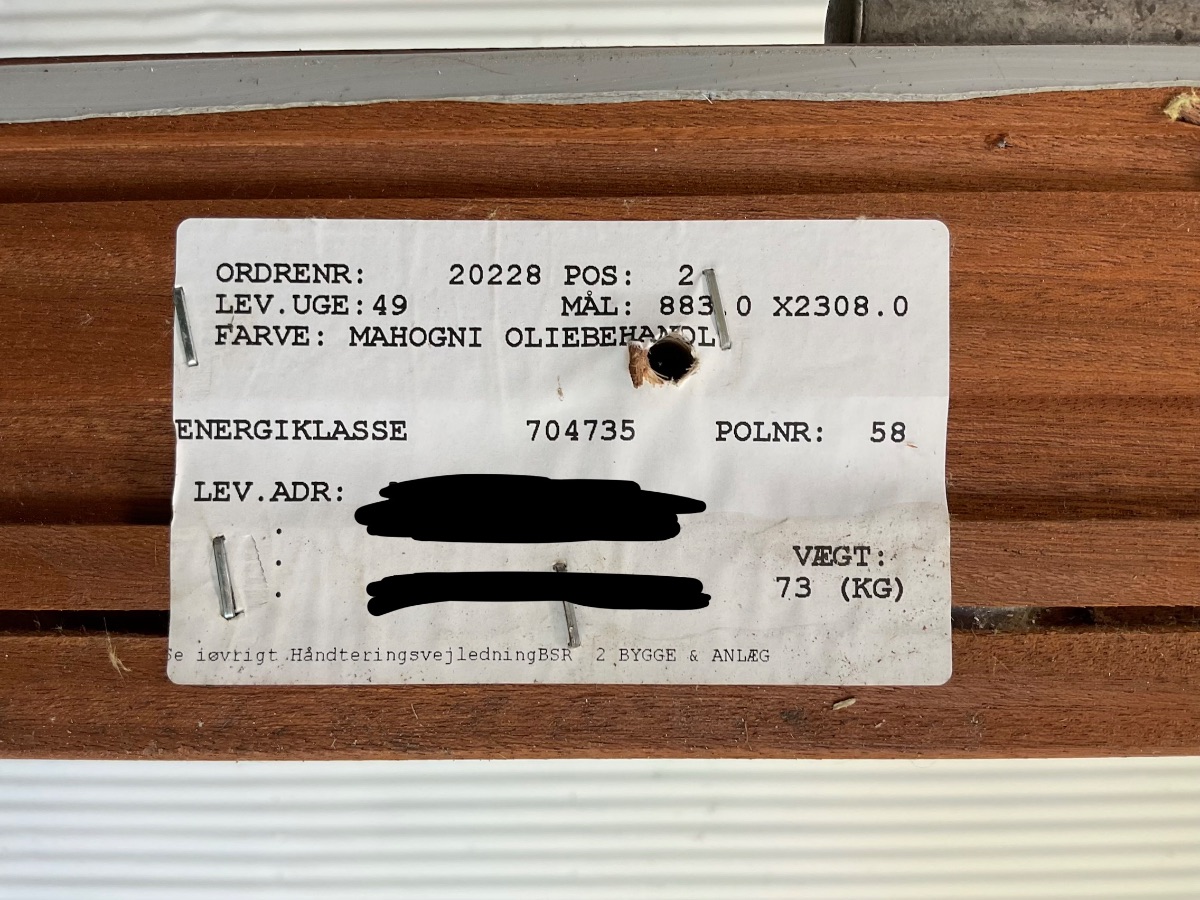 ORDRENR: 20228 POS: 2
LEV.UGE:49 MÅL: 883.0 X2308.0
FARVE: MAHOGNI OLIEBEHANDL
ENERGIKLASSE 704735 POLNR: 58
LEV.ADR:
:
: VÆGT:
: 73 (KG)
Se iøvrigt HåndteringsvejledningBSR 2 BYGGE & ANLÆG